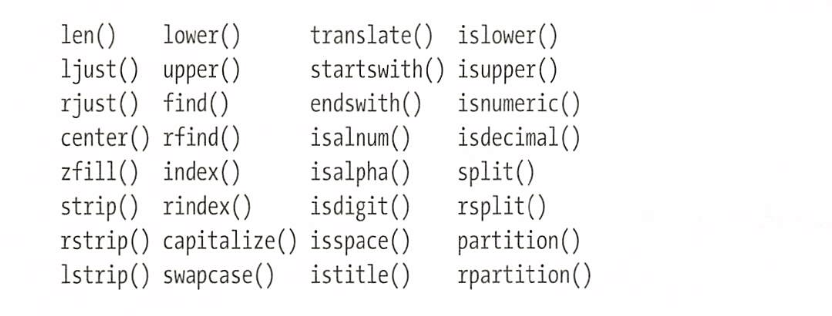 len() lower() translate() islower()
ljust() upper() startswith() isupper()
rjust() find() endswith() isnumeric()
center() rfind() isalnum() isdecimal()
zfill() index() isalpha() split()
strip() rindex() isdigit() rsplit()
rstrip() capitalize() isspace() partition()
lstrip() swapcase() istitle() rpartition()